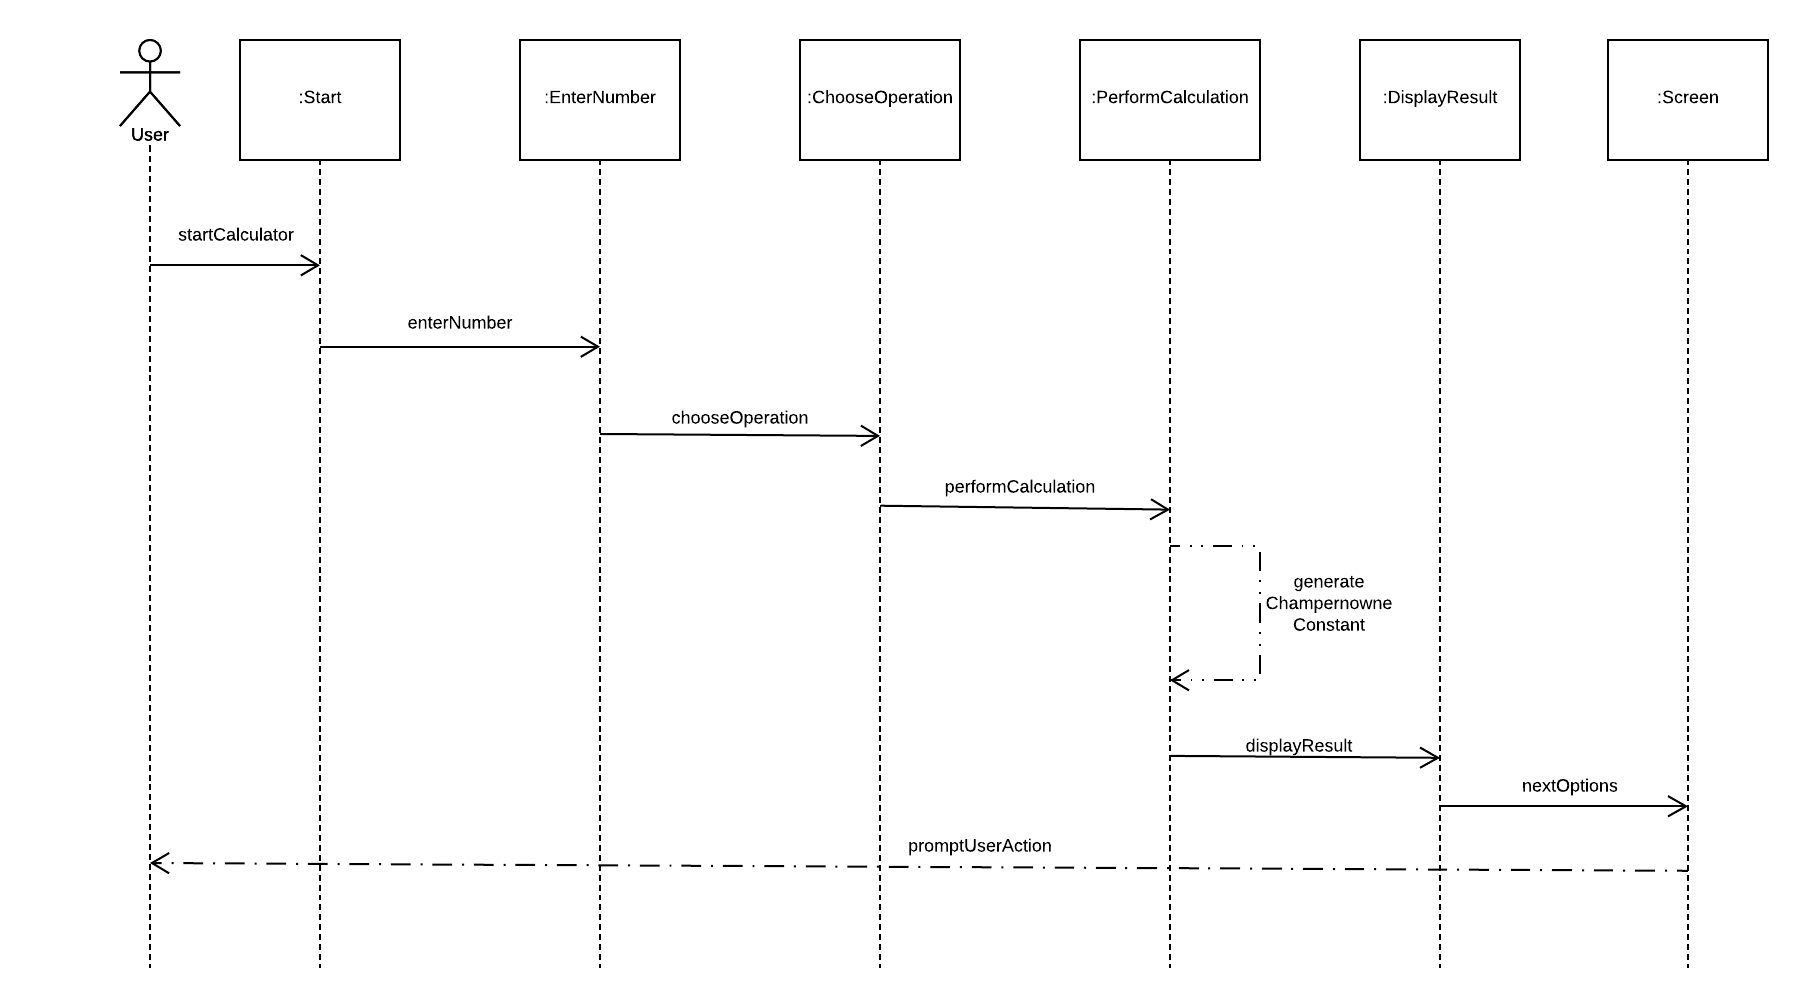 User
:Start
:EnterNumber
:ChooseOperation
:PerformCalculation
:DisplayResult
:Screen
startCalculator
enterNumber
chooseOperation
performCalculation
generate
Champernowne
Constant
displayResult
nextOptions
promptUserAction